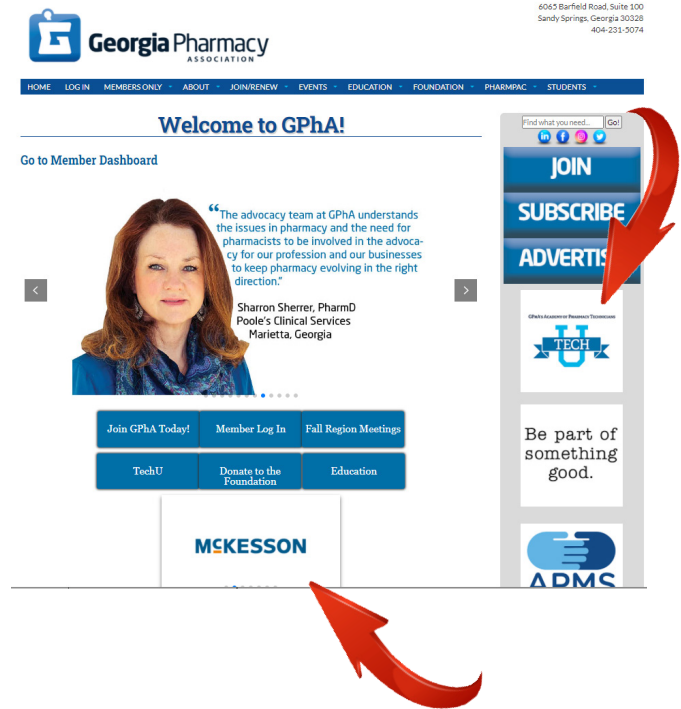 6065 Barfield Road, Suite 100
Sandy Springs, Georgia 30328
404-231-5074
Georgia Pharmacy
ASSOCIATION
HOME LOG IN MEMBERS ONLY ABOUT JOIN/RENEW EVENTS EDUCATION FOUNDATION PHARMPAC STUDENTS
Welcome to GPhA!
Go to Member Dashboard
“The advocacy team at GPhA understands
the issues in pharmacy and the need for
pharmacists to be involved in the advoca-
cy for our profession and our businesses
to keep pharmacy evolving in the right
direction.”
Sharron Sherrer, PharmD
Poole's Clinical Services
Marietta, Georgia
Join GPhA Today!
Member Log In
Fall Region Meetings
TechU
Donate to the
Foundation
Education
MCKESSON
Find what you need... Go!
JOIN
SUBSCRIBE
ADVERTIS
GPhA's Academy of Pharmacy Technicians
TECH
U
Be part of
something
good.
APMS